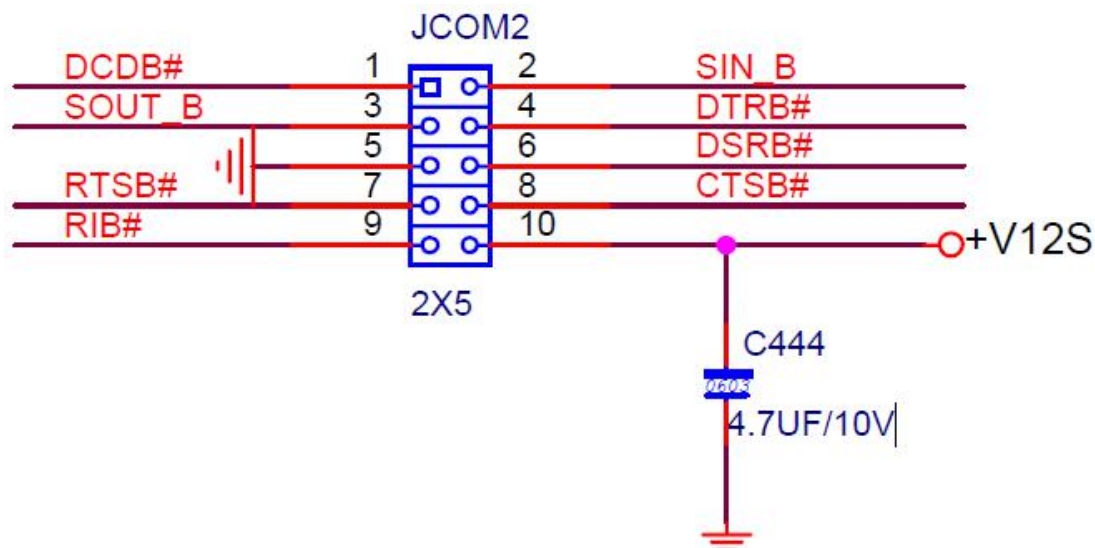 JCOM2
DCDB# 1 2 SIN_B
SOUT_B 3 4 DTRB#
5 6 DSRB#
RTSB# 7 8 CTSB#
RIB# 9 10 +V12S
2X5
C444
0603
4.7UF/10V